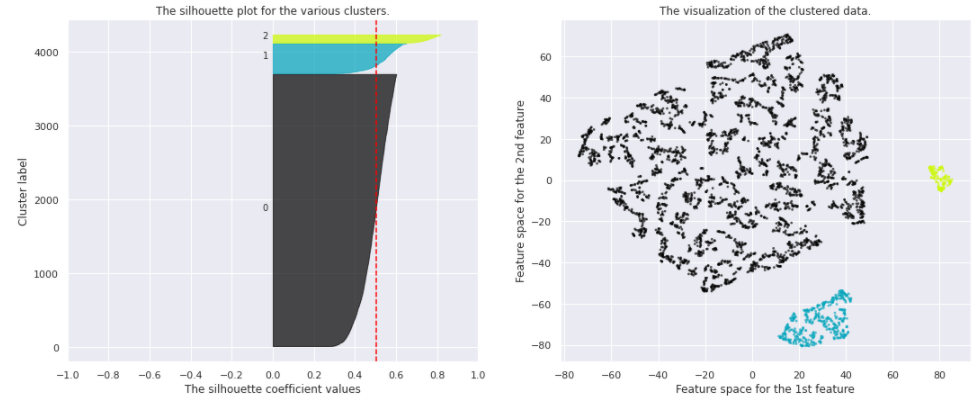 The silhouette plot for the various clusters.
4000
3000
2000
1000
0
Cluster label
2
1
0
−1.0 −0.8 −0.6 −0.4 −0.2 0.0 0.2 0.4 0.6 0.8 1.0
The silhouette coefficient values
The visualization of the clustered data.
60
40
20
0
−20
−40
−60
−80
Feature space for the 2nd feature
−80 −60 −40 −20 0 20 40 60 80
Feature space for the 1st feature